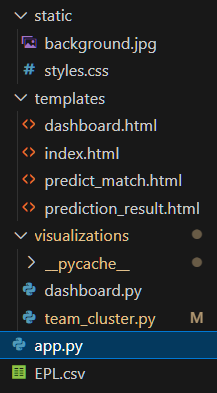 static
background.jpg
styles.css
templates
dashboard.html
index.html
predict_match.html
prediction_result.html
visualizations
__pycache__
dashboard.py
team_cluster.py M
app.py
EPL.csv